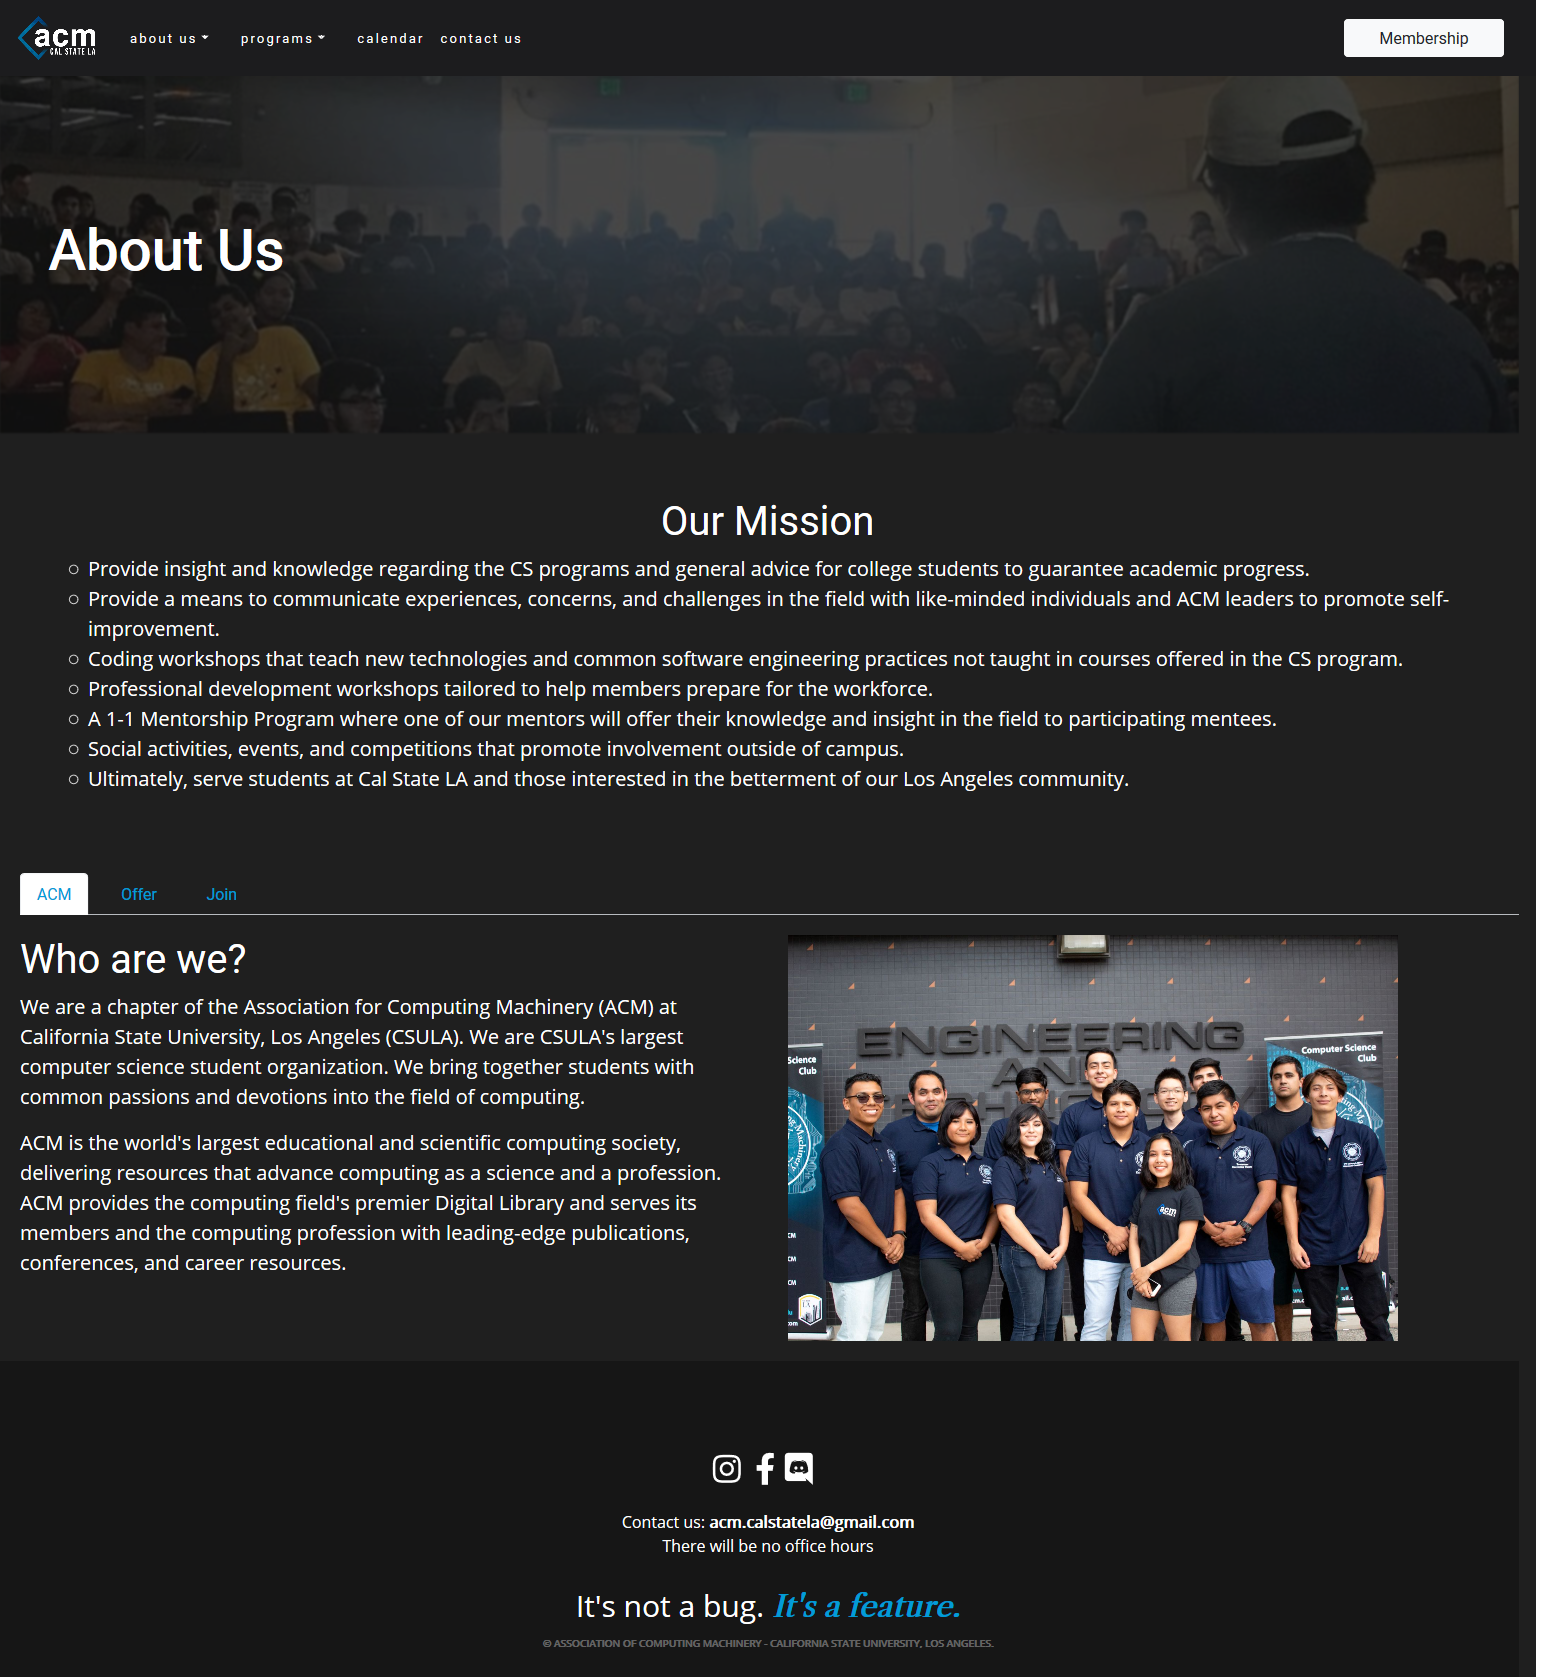 acm
CAL STATE LA
about us
programs
calendar
contact us
Membership
About Us
Our Mission
Provide insight and knowledge regarding the CS programs and general advice for college students to guarantee academic progress.
Provide a means to communicate experiences, concerns, and challenges in the field with like-minded individuals and ACM leaders to promote self-
improvement.
Coding workshops that teach new technologies and common software engineering practices not taught in courses offered in the CS program.
Professional development workshops tailored to help members prepare for the workforce.
A 1-1 Mentorship Program where one of our mentors will offer their knowledge and insight in the field to participating mentees.
Social activities, events, and competitions that promote involvement outside of campus.
Ultimately, serve students at Cal State LA and those interested in the betterment of our Los Angeles community.
ACM
Offer
Join
Who are we?
We are a chapter of the Association for Computing Machinery (ACM) at
California State University, Los Angeles (CSULA). We are CSULA's largest
computer science student organization. We bring together students with
common passions and devotions into the field of computing.
ACM is the world's largest educational and scientific computing society,
delivering resources that advance computing as a science and a profession.
ACM provides the computing field's premier Digital Library and serves its
members and the computing profession with leading-edge publications,
conferences, and career resources.
ENGINEERING
AND
Science
Club
Computer Science
Club
acm
Contact us: acm.calstatela@gmail.com
There will be no office hours
It's not a bug. It's a feature.
© ASSOCIATION OF COMPUTING MACHINERY - CALIFORNIA STATE UNIVERSITY, LOS ANGELES.